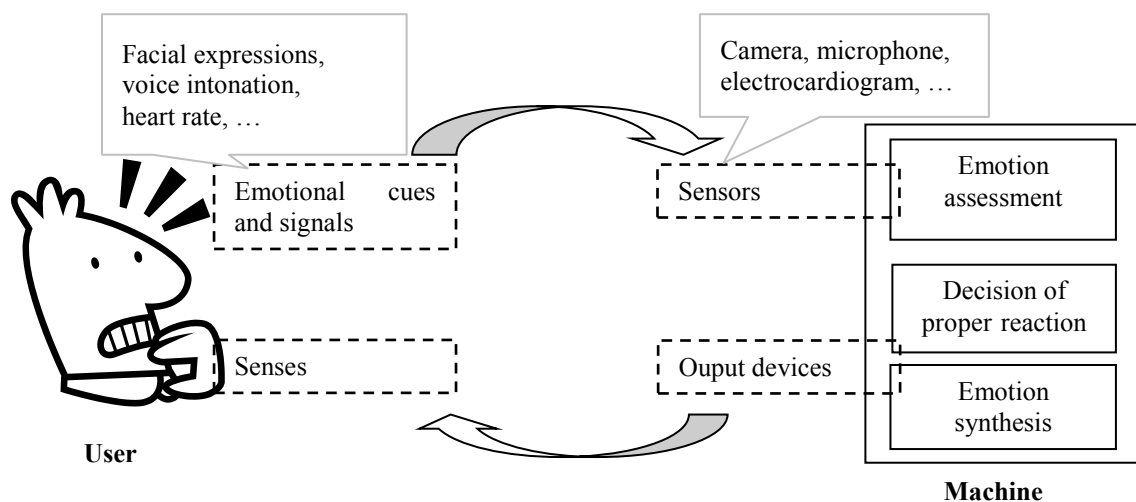 Facial expressions,
voice intonation,
heart rate, …
Camera, microphone,
electrocardiogram, …
Emotional cues
and signals
Sensors
Emotion
assessment
Decision of
proper reaction
Senses
Ouput devices
Emotion
synthesis
User
Machine